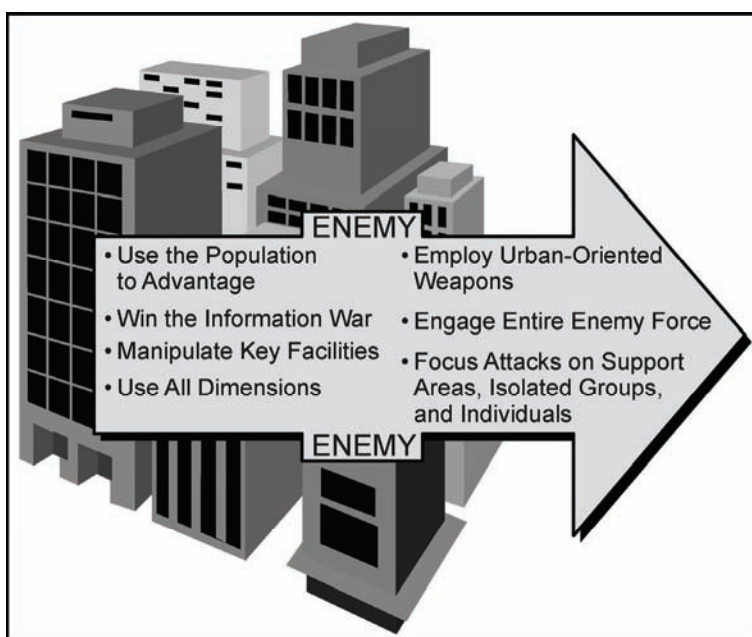 ENEMY
• Use the Population
to Advantage
• Win the Information War
• Manipulate Key Facilities
• Use All Dimensions
• Employ Urban-Oriented
Weapons
• Engage Entire Enemy Force
• Focus Attacks on Support
Areas, Isolated Groups,
and Individuals
ENEMY